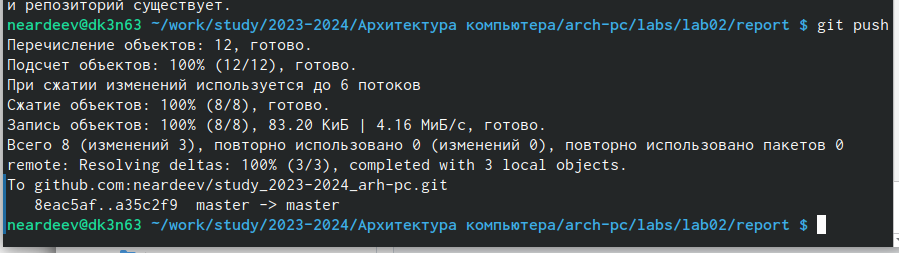 и репозиторий существует.
neardeev@dk3n63 ~/work/study/2023-2024/Архитектура компьютера/arch-pc/labs/lab02/report $ git push
Перечисление объектов: 12, готово.
Подсчет объектов: 100% (12/12), готово.
При сжатии изменений используется до 6 потоков
Сжатие объектов: 100% (8/8), готово.
Запись объектов: 100% (8/8), 83.20 КиБ | 4.16 МиБ/с, готово.
Всего 8 (изменений 3), повторно использовано 0 (изменений 0), повторно использовано пакетов 0
remote: Resolving deltas: 100% (3/3), completed with 3 local objects.
To github.com:neardeev/study_2023-2024_arh-pc.git
   8eac5af..a35c2f9  master -> master
neardeev@dk3n63 ~/work/study/2023-2024/Архитектура компьютера/arch-pc/labs/lab02/report $